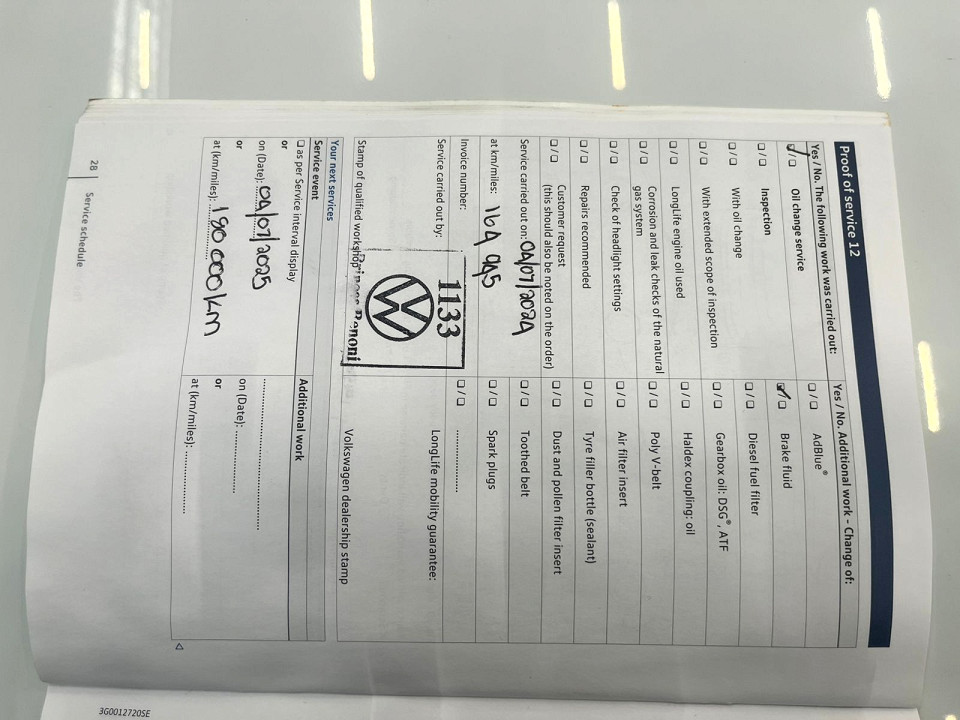 Proof of service 12
Yes / No. The following work was carried out:
☑/☐ Oil change service
☐/☐ Inspection
☐/☐ With oil change
☐/☐ With extended scope of inspection
☐/☐ LongLife engine oil used
☐/☐ Corrosion and leak checks of the natural
gas system
☐/☐ Check of headlight settings
☐/☐ Repairs recommended
☐/☐ Customer request
(this should also be noted on the order)
Service carried out on: 04/07/2024
at km/miles: 164 995
Invoice number:
Service carried out by:
Stamp of qualified workshop
1133
VW
Benoni
Yes / No. Additional work – Change of:
☐/☐ AdBlue®
☑/☐ Brake fluid
☐/☐ Diesel fuel filter
☐/☐ Gearbox oil: DSG®, ATF
☐/☐ Haldex coupling: oil
☐/☐ Poly V-belt
☐/☐ Air filter insert
☐/☐ Tyre filler bottle (sealant)
☐/☐ Dust and pollen filter insert
☐/☐ Toothed belt
☐/☐ Spark plugs
☐/☐ ..................
LongLife mobility guarantee:
Volkswagen dealership stamp
Your next services
Service event
☐ as per Service interval display
or
on (Date): 04/07/2025
or
at (km/miles): 180 000km
Additional work
..................
on (Date): ..................
or
at (km/miles): ..................
28 Service schedule
3G0012720SE